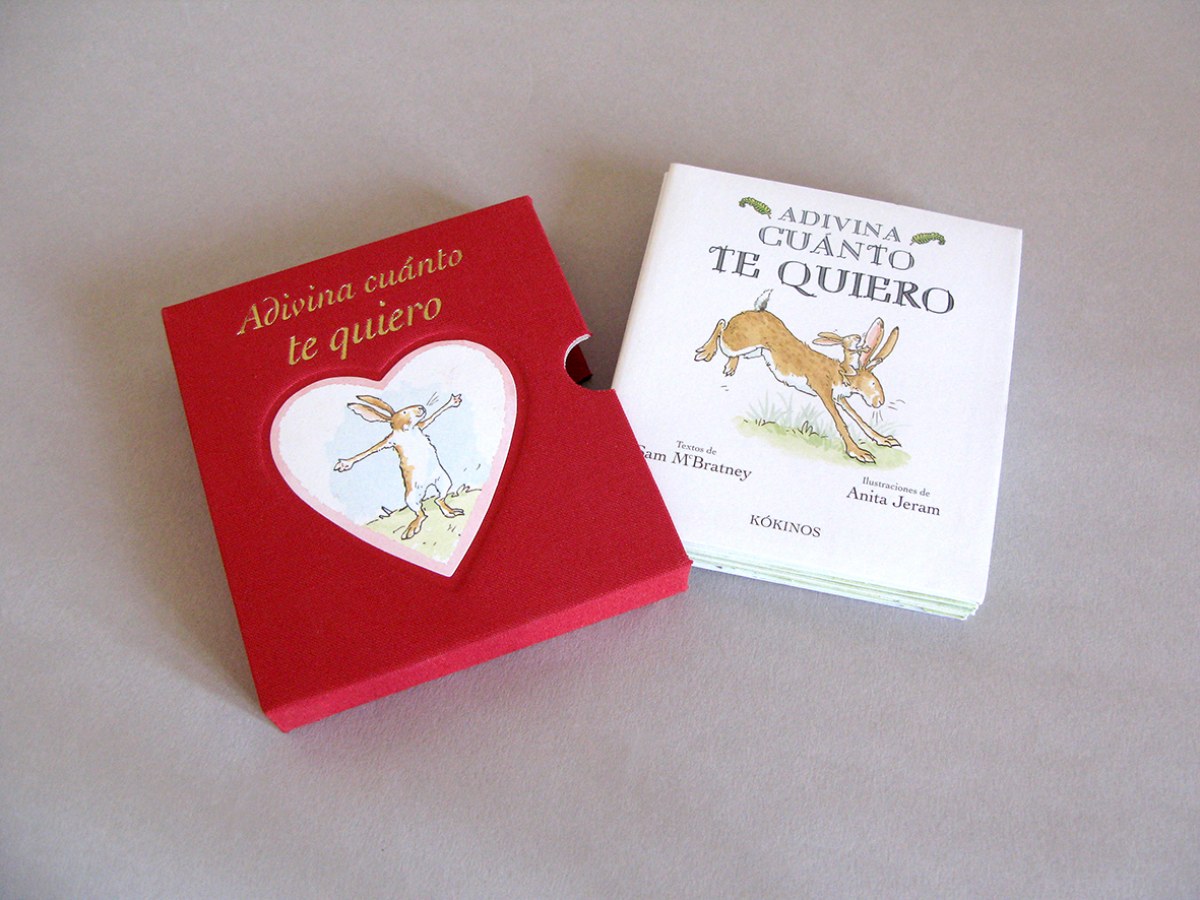 Adivina cuánto
te quiero
ADIVINA
CUÁNTO
TE QUIERO
Textos de
Sam McBratney
Ilustraciones de
Anita Jeram
KÓKINOS